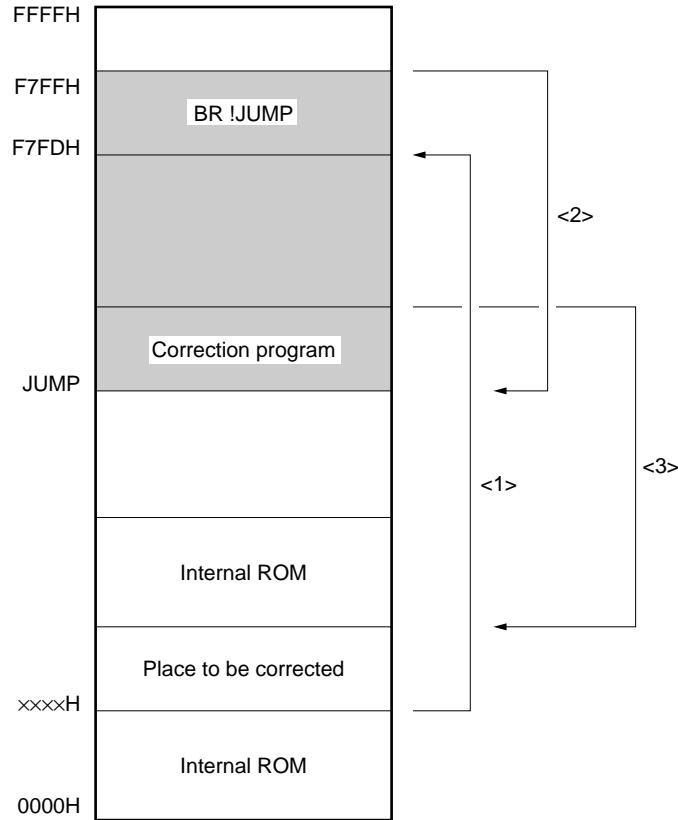 FFFFH
F7FFH
BR !JUMP
F7FDH
<2>
Correction program
JUMP
<3>
<1>
Internal ROM
Place to be corrected
××××H
Internal ROM
0000H